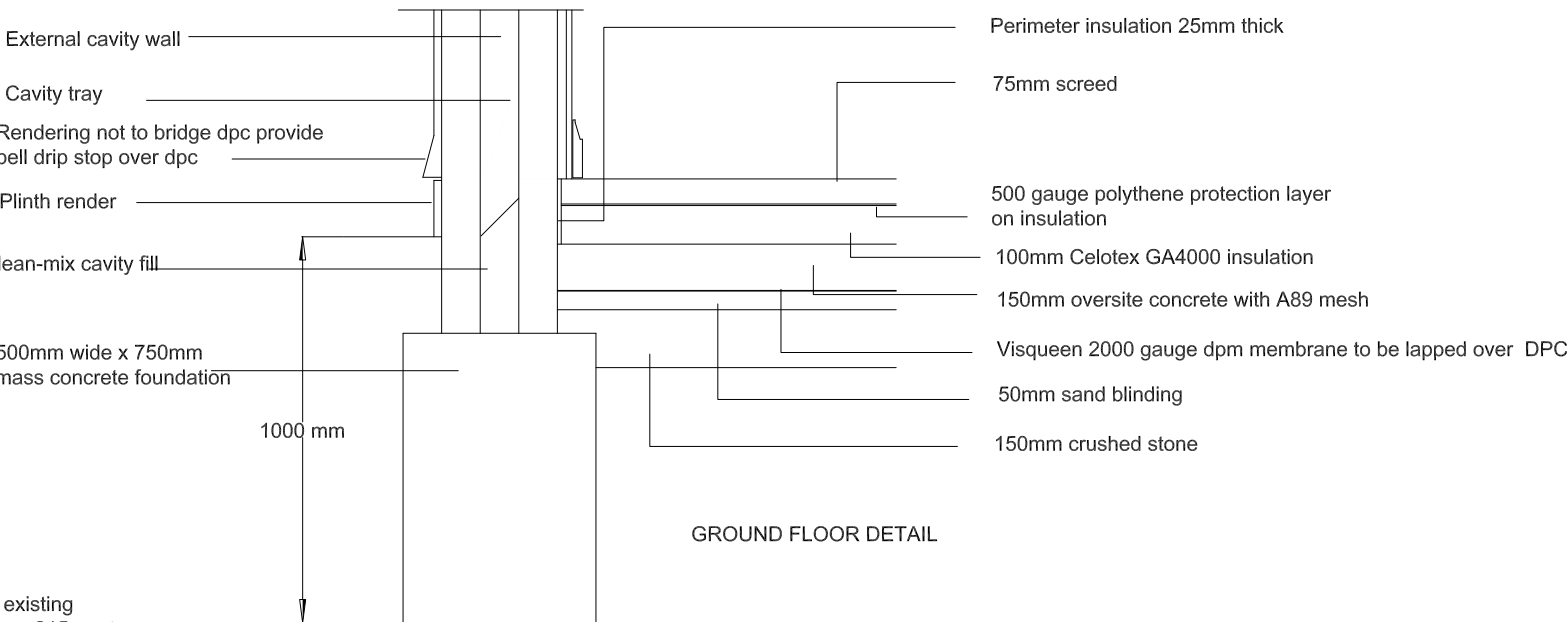 External cavity wall
Cavity tray
Rendering not to bridge dpc provide
bell drip stop over dpc
Plinth render
lean-mix cavity fill
500mm wide x 750mm
mass concrete foundation
1000 mm
existing
Perimeter insulation 25mm thick
75mm screed
500 gauge polythene protection layer
on insulation
100mm Celotex GA4000 insulation
150mm oversite concrete with A89 mesh
Visqueen 2000 gauge dpm membrane to be lapped over DPC
50mm sand blinding
150mm crushed stone
GROUND FLOOR DETAIL